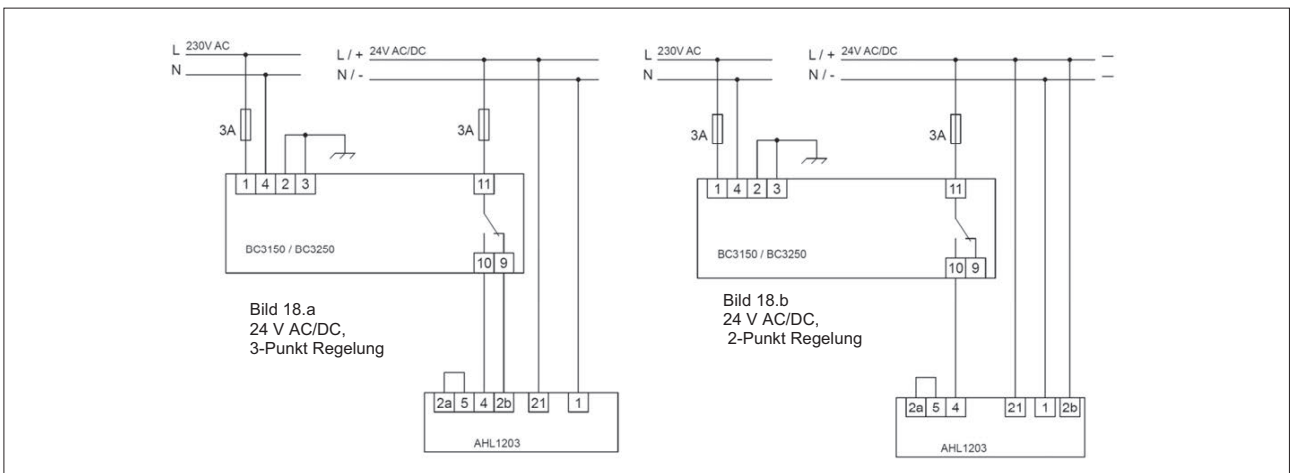 L 230V AC
N
L / + 24V AC/DC
N / -
3A
3A
1 4 2 3
11
BC3150 / BC3250
10 9
Bild 18.a
24 V AC/DC,
3-Punkt Regelung
2a 5 4 2b 21 1
AHL1203
L 230V AC
N
L / + 24V AC/DC
N / -
3A
3A
1 4 2 3
11
BC3150 / BC3250
10 9
Bild 18.b
24 V AC/DC,
2-Punkt Regelung
2a 5 4 21 1 2b
AHL1203